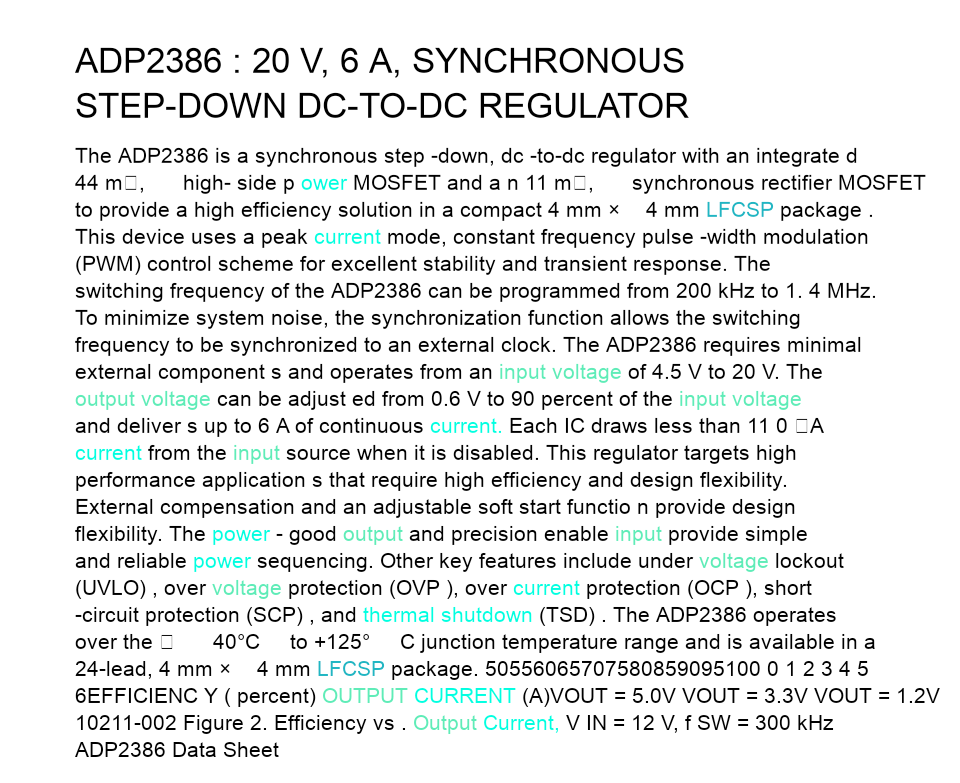 ADP2386 : 20 V, 6 A, SYNCHRONOUS
STEP-DOWN DC-TO-DC REGULATOR
The ADP2386 is a synchronous step -down, dc -to-dc regulator with an integrate d
44 m□, high- side p ower MOSFET and a n 11 m□, synchronous rectifier MOSFET
to provide a high efficiency solution in a compact 4 mm × 4 mm LFCSP package .
This device uses a peak current mode, constant frequency pulse -width modulation
(PWM) control scheme for excellent stability and transient response. The
switching frequency of the ADP2386 can be programmed from 200 kHz to 1. 4 MHz.
To minimize system noise, the synchronization function allows the switching
frequency to be synchronized to an external clock. The ADP2386 requires minimal
external component s and operates from an input voltage of 4.5 V to 20 V. The
output voltage can be adjust ed from 0.6 V to 90 percent of the input voltage
and deliver s up to 6 A of continuous current. Each IC draws less than 11 0 □A
current from the input source when it is disabled. This regulator targets high
performance application s that require high efficiency and design flexibility.
External compensation and an adjustable soft start functio n provide design
flexibility. The power - good output and precision enable input provide simple
and reliable power sequencing. Other key features include under voltage lockout
(UVLO) , over voltage protection (OVP ), over current protection (OCP ), short
-circuit protection (SCP) , and thermal shutdown (TSD) . The ADP2386 operates
over the □ 40°C to +125° C junction temperature range and is available in a
24-lead, 4 mm × 4 mm LFCSP package. 50556065707580859095100 0 1 2 3 4 5
6EFFICIENC Y ( percent) OUTPUT CURRENT (A)VOUT = 5.0V VOUT = 3.3V VOUT = 1.2V
10211-002 Figure 2. Efficiency vs . Output Current, V IN = 12 V, f SW = 300 kHz
ADP2386 Data Sheet